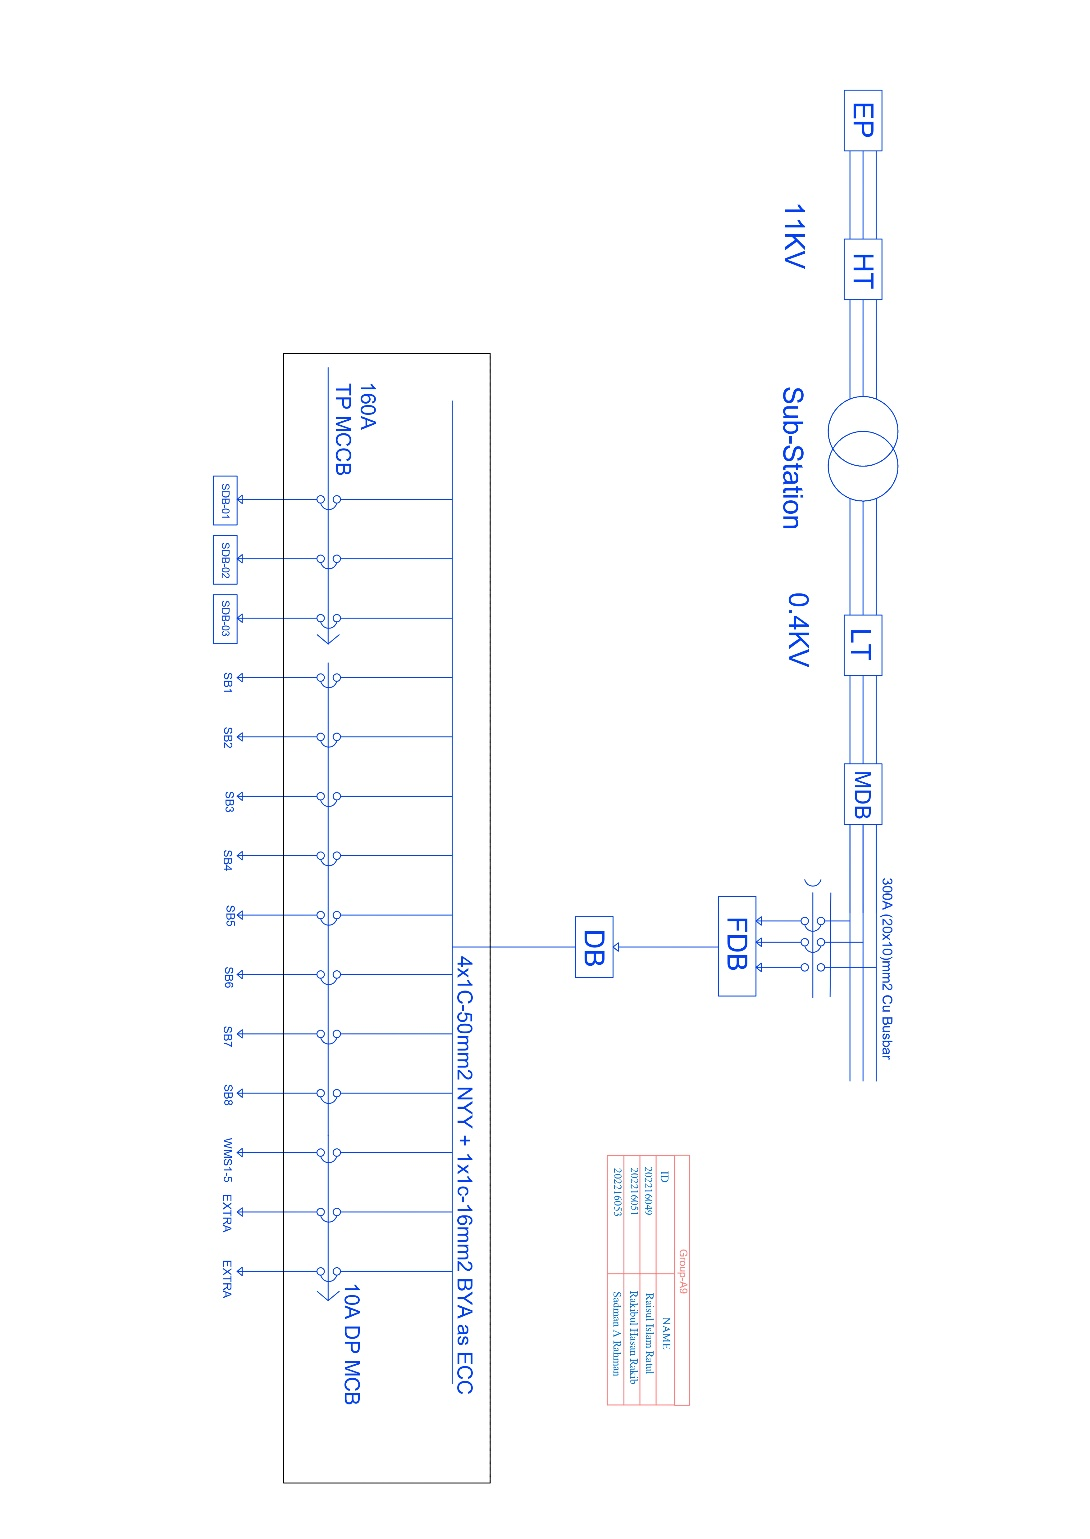 EP
HT
LT
MDB
11KV
Sub-Station
0.4KV
300A (20x10)mm2 Cu Busbar
FDB
DB
Group-A9
ID NAME
202216049 Raisul Islam Ratul
202216051 Rakibul Hasan Rakib
202216053 Sadman A Rahman
4x1C-50mm2 NYY + 1x1c-16mm2 BYA as ECC
160A
TP MCCB
10A DP MCB
SDB-01
SDB-02
SDB-03
SB1
SB2
SB3
SB4
SB5
SB6
SB7
SB8
WMS1-5
EXTRA
EXTRA